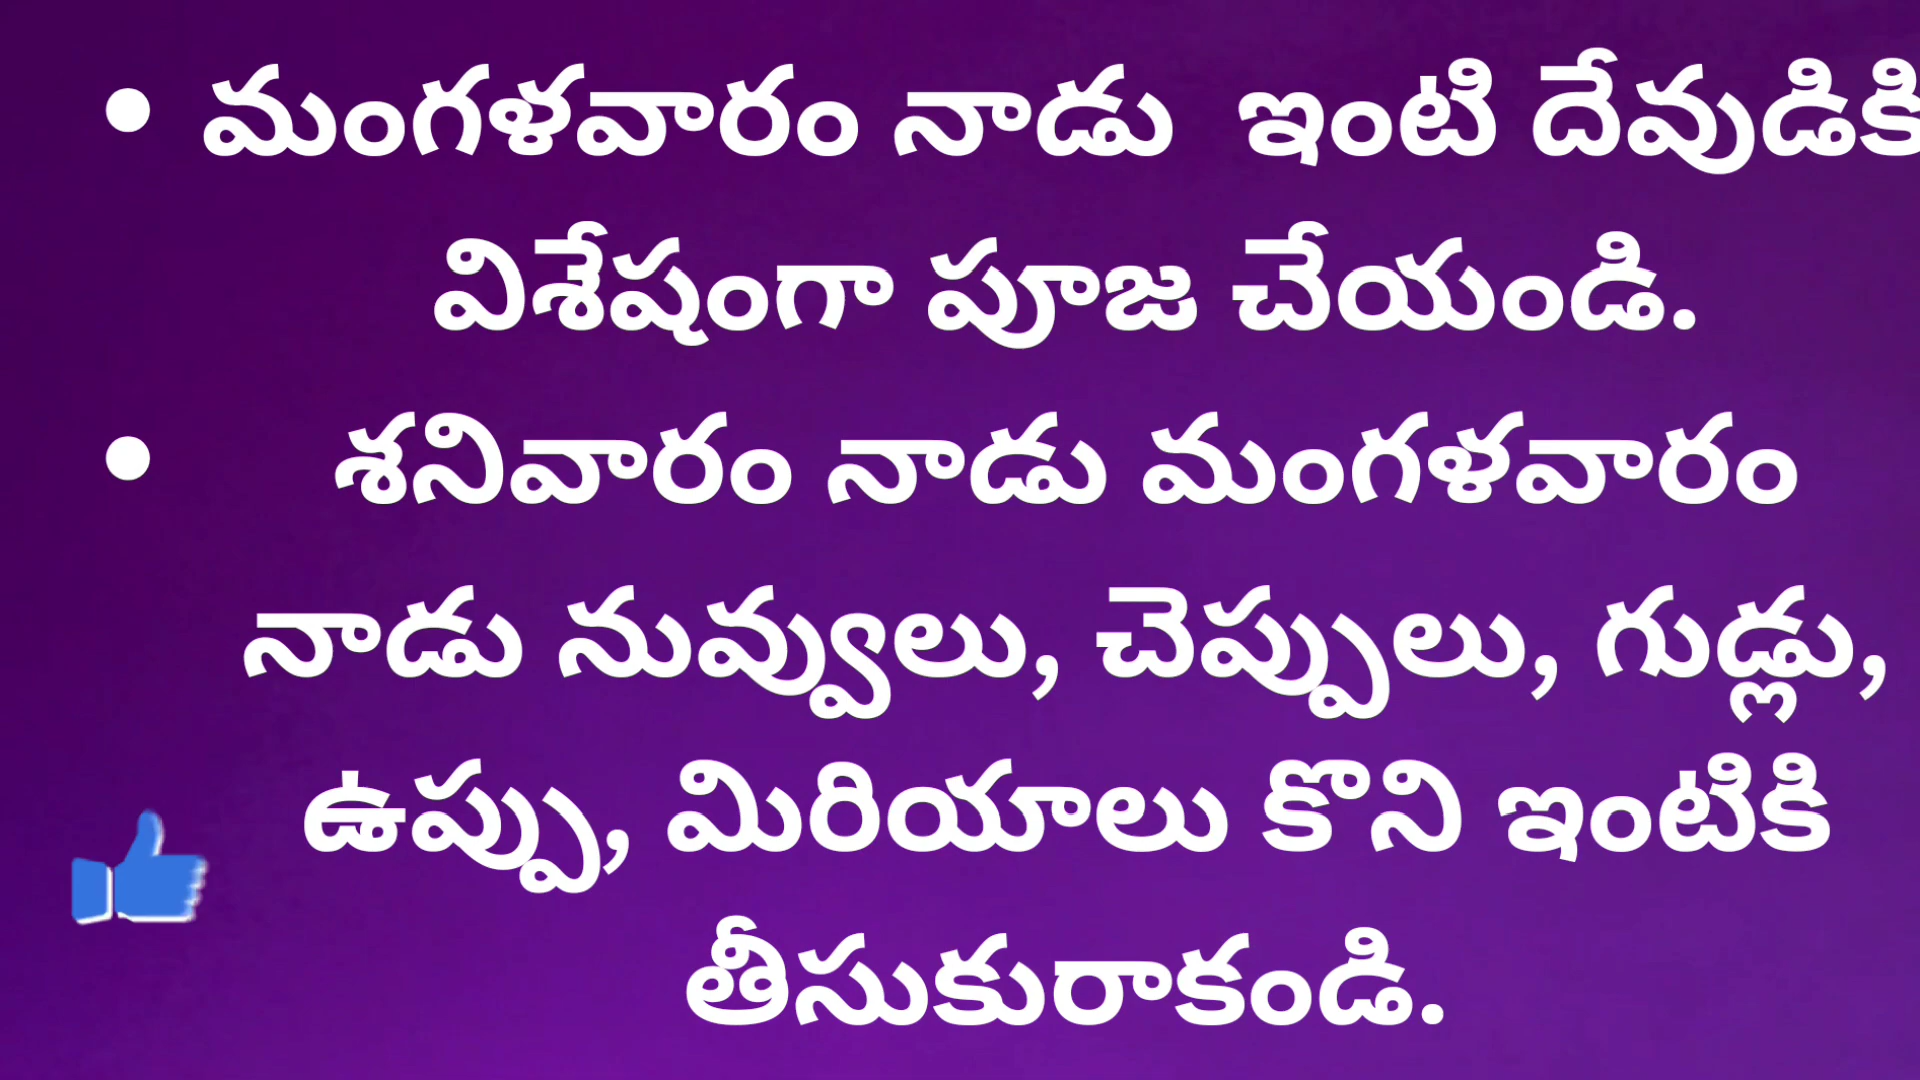 • మంగళవారం నాడు  ఇంటి దేవుడికి
విశేషంగా పూజ చేయండి.
• శనివారం నాడు మంగళవారం
నాడు నువ్వులు, చెప్పులు, గుడ్లు,
ఉప్పు, మిరియాలు కొని ఇంటికి
తీసుకురాకండి.